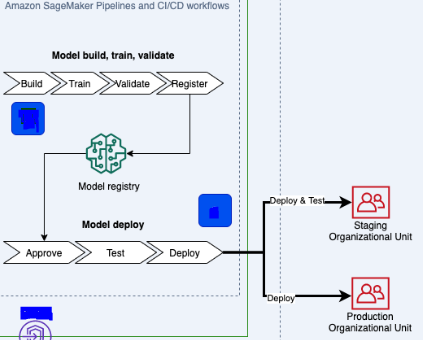 Amazon SageMaker Pipelines and CI/CD workflows
Model build, train, validate
Build
Train
Validate
Register
Model registry
Model deploy
Approve
Test
Deploy
Deploy & Test
Staging
Organizational Unit
Deploy
Production
Organizational Unit